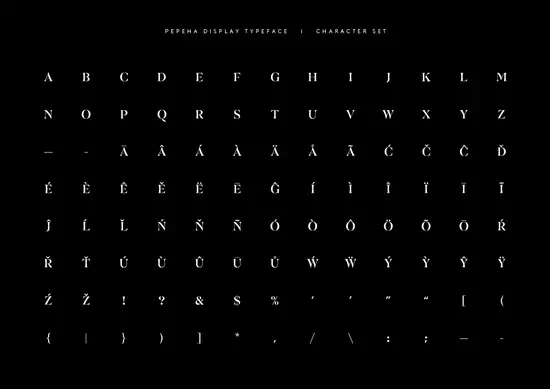 PEPEHA DISPLAY TYPEFACE | CHARACTER SET
A B C D E F G H I J K L M
N O P Q R S T U V W X Y Z
— - Ā Â Á À Ä Å Ã Ć Č Ĉ Ď
É È Ê Ě Ë Ē Ĝ Í Ì Î Ï Ī Ĩ
Ĵ Ĺ Ľ Ń Ň Ñ Ó Ò Ô Ö Õ Ō Ŕ
Ř Ť Ú Ù Û Ū Ů Ẃ Ẅ Ý Ỳ Ŷ Ÿ
Ź Ž ! ? & $ % ' ′ ″ “ [ (
{ | } ) ] * , / \ : ; — -